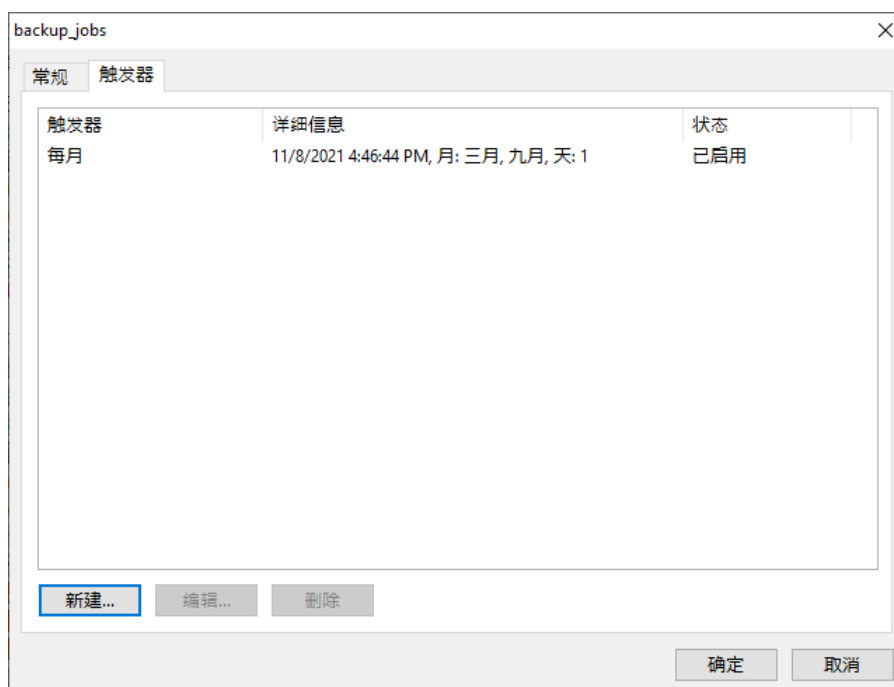 backup_jobs
常规 触发器
触发器 详细信息 状态
每月 11/8/2021 4:46:44 PM, 月: 三月, 九月, 天: 1 已启用
新建... 编辑... 删除
确定 取消